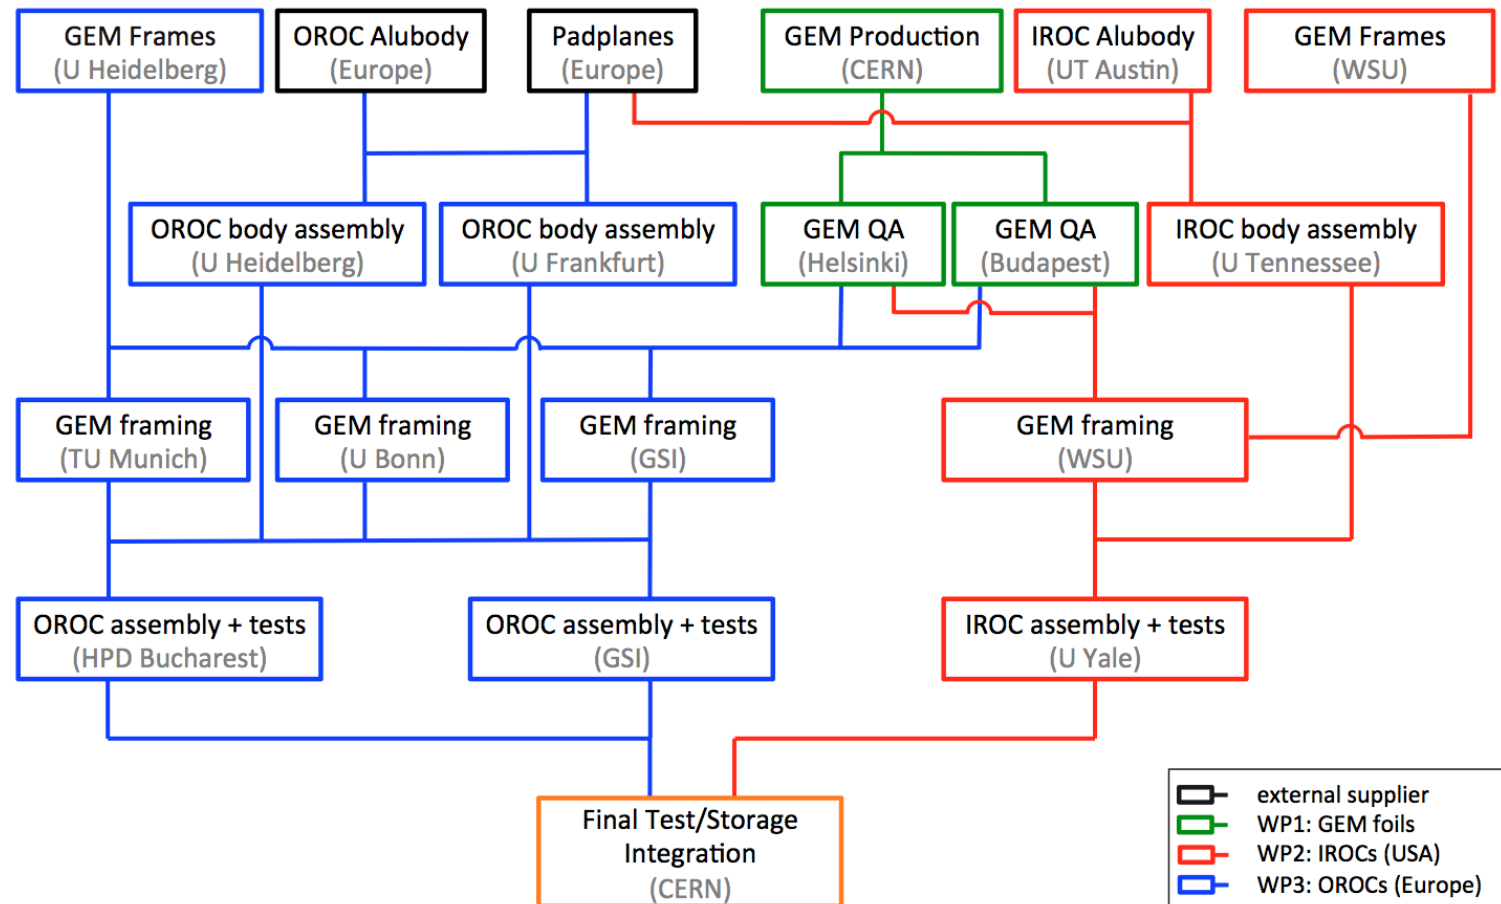 GEM Frames
(U Heidelberg)
OROC Alubody
(Europe)
Padplanes
(Europe)
GEM Production
(CERN)
IROC Alubody
(UT Austin)
GEM Frames
(WSU)
OROC body assembly
(U Heidelberg)
OROC body assembly
(U Frankfurt)
GEM QA
(Helsinki)
GEM QA
(Budapest)
IROC body assembly
(U Tennessee)
GEM framing
(TU Munich)
GEM framing
(U Bonn)
GEM framing
(GSI)
GEM framing
(WSU)
OROC assembly + tests
(HPD Bucharest)
OROC assembly + tests
(GSI)
IROC assembly + tests
(U Yale)
Final Test/Storage
Integration
(CERN)
external supplier
WP1: GEM foils
WP2: IROCs (USA)
WP3: OROCs (Europe)